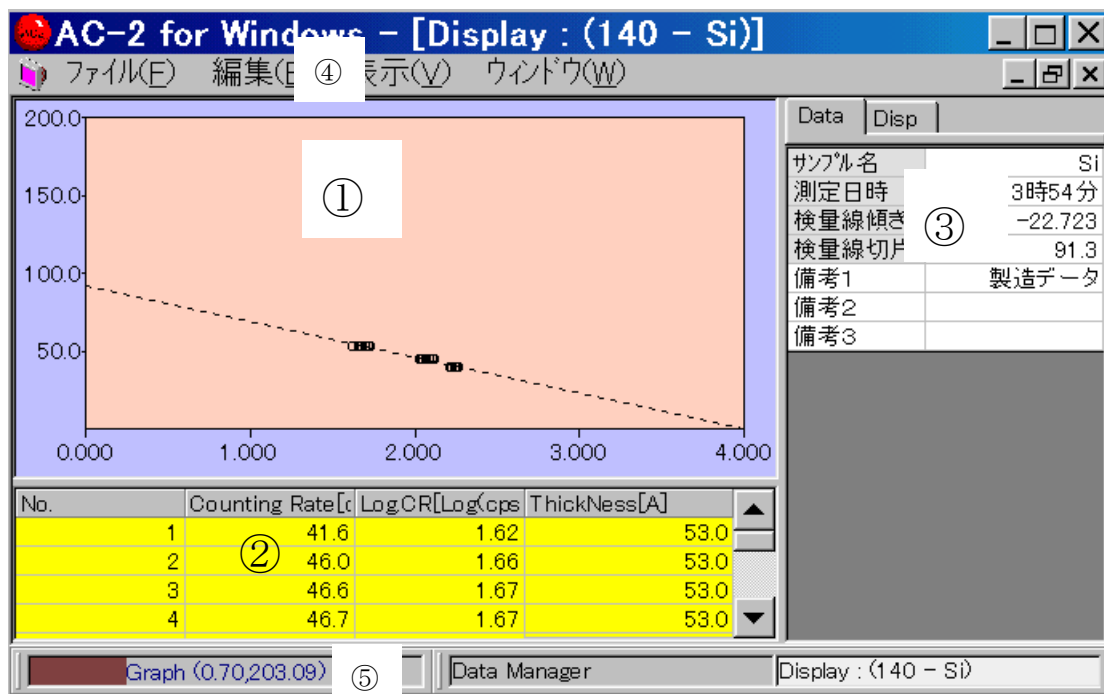 AC-2 for Windows - [Display : (140 - Si)]
ファイル(F) 編集(E ④ 表示(V) ウィンドウ(W)
200.0
150.0
100.0
50.0
0.000 1.000 2.000 3.000 4.000
①
Data Disp
サンプル名 Si
測定日時 3時54分
検量線傾き -22.723
検量線切片 91.3
③
備考1 製造データ
備考2
備考3
No. Counting Rate[c LogCR[Log(cps ThickNess[A]
1 41.6 1.62 53.0
2 46.0 1.66 53.0
3 46.6 1.67 53.0
4 46.7 1.67 53.0
②
Graph (0.70,203.09) ⑤ Data Manager Display : (140 - Si)